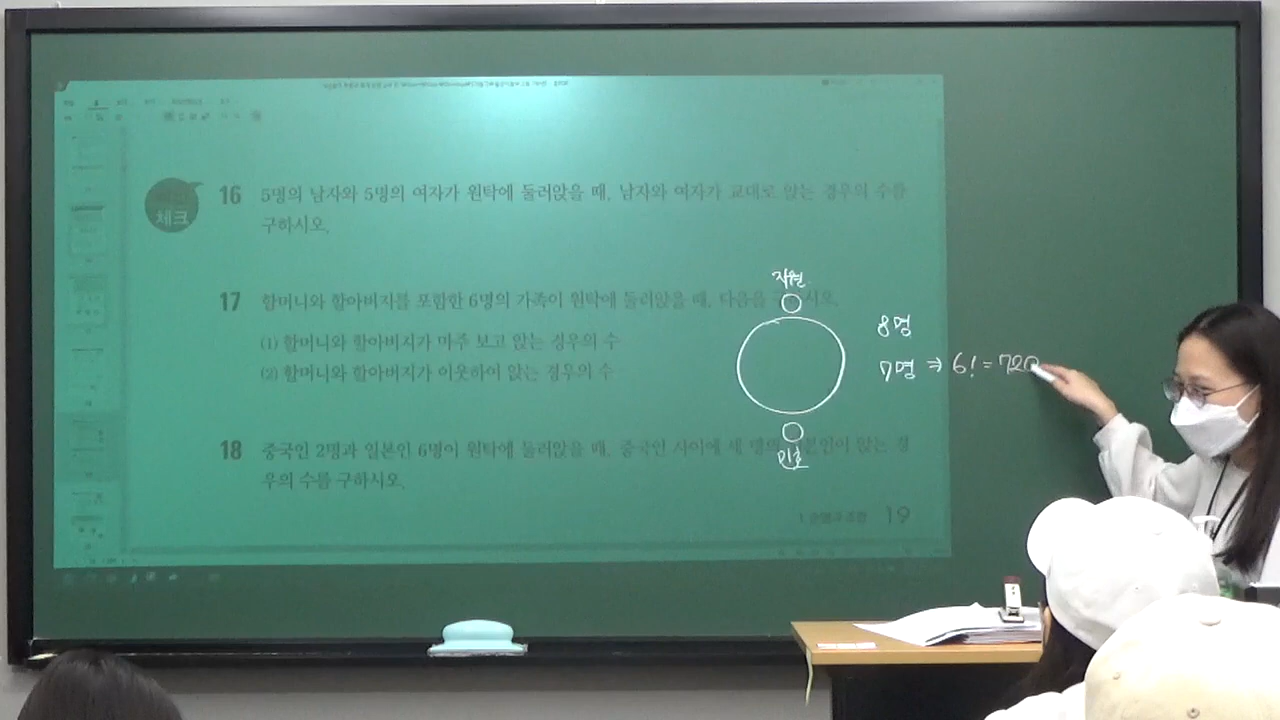 체크
16 5명의 남자와 5명의 여자가 원탁에 둘러앉을 때, 남자와 여자가 교대로 앉는 경우의 수를
구하시오.
17 할머니와 할아버지를 포함한 6명의 가족이 원탁에 둘러앉을 때, 다음을 구하시오.
(1) 할머니와 할아버지가 마주 보고 앉는 경우의 수
(2) 할머니와 할아버지가 이웃하여 앉는 경우의 수
18 중국인 2명과 일본인 6명이 원탁에 둘러앉을 때, 중국인 사이에 세 명의 일본인이 앉는 경
우의 수를 구하시오.
19
지원
민호
8명
7명 ⇒ 6! = 720